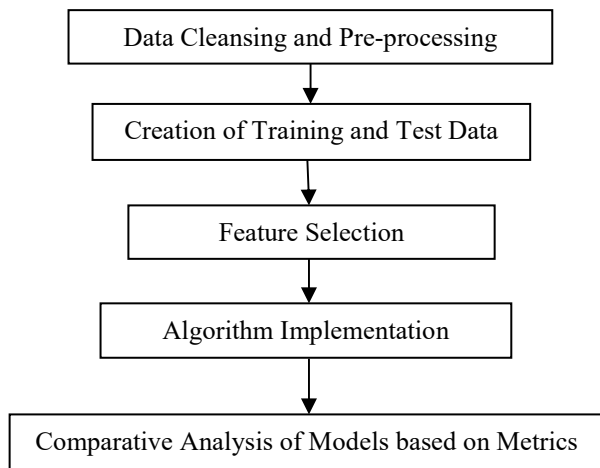 Data Cleansing and Pre-processing
Creation of Training and Test Data
Feature Selection
Algorithm Implementation
Comparative Analysis of Models based on Metrics